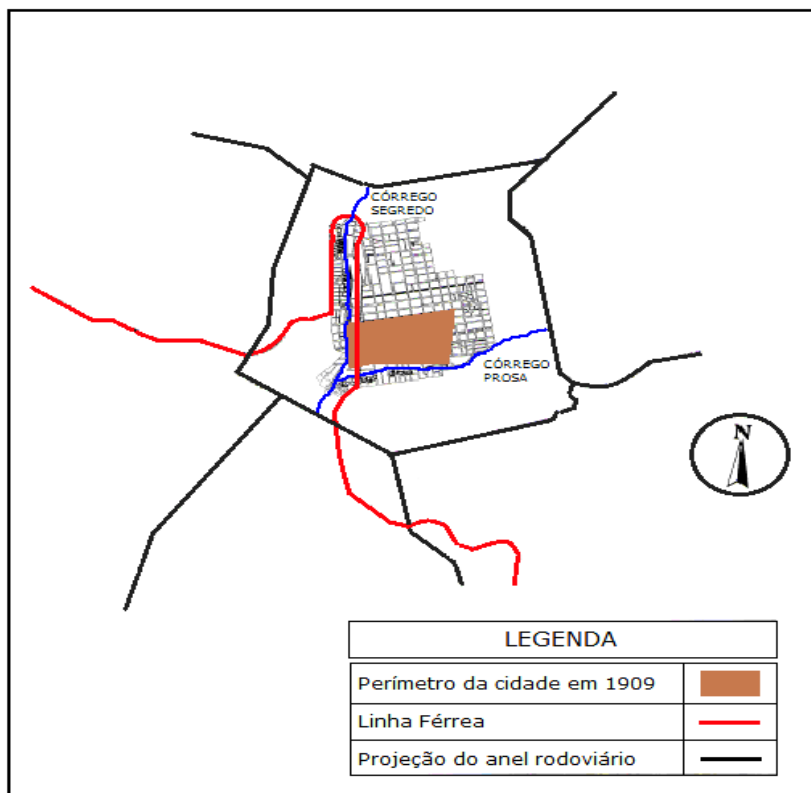 CÓRREGO
SEGREDO
CÓRREGO
PROSA
N
LEGENDA
Perímetro da cidade em 1909
Linha Férrea
Projeção do anel rodoviário